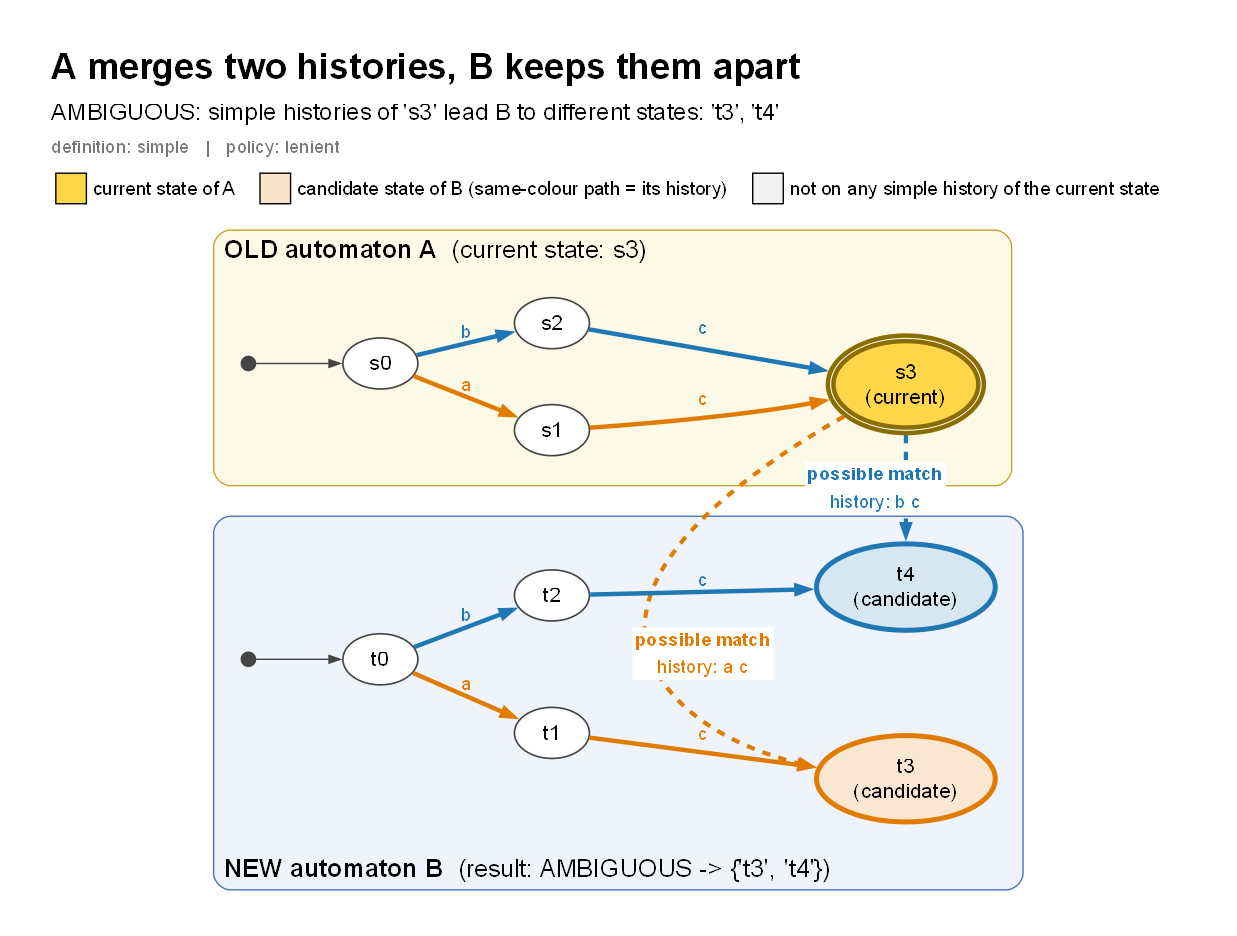 A merges two histories, B keeps them apart
AMBIGUOUS: simple histories of 's3' lead B to different states: 't3', 't4'
definition: simple | policy: lenient
current state of A
candidate state of B (same-colour path = its history)
not on any simple history of the current state
OLD automaton A (current state: s3)
s0
b
a
s2
s1
c
c
s3
(current)
possible match
history: b c
t0
b
a
t2
t1
c
c
possible match
history: a c
t4
(candidate)
t3
(candidate)
NEW automaton B (result: AMBIGUOUS -> {'t3', 't4'})